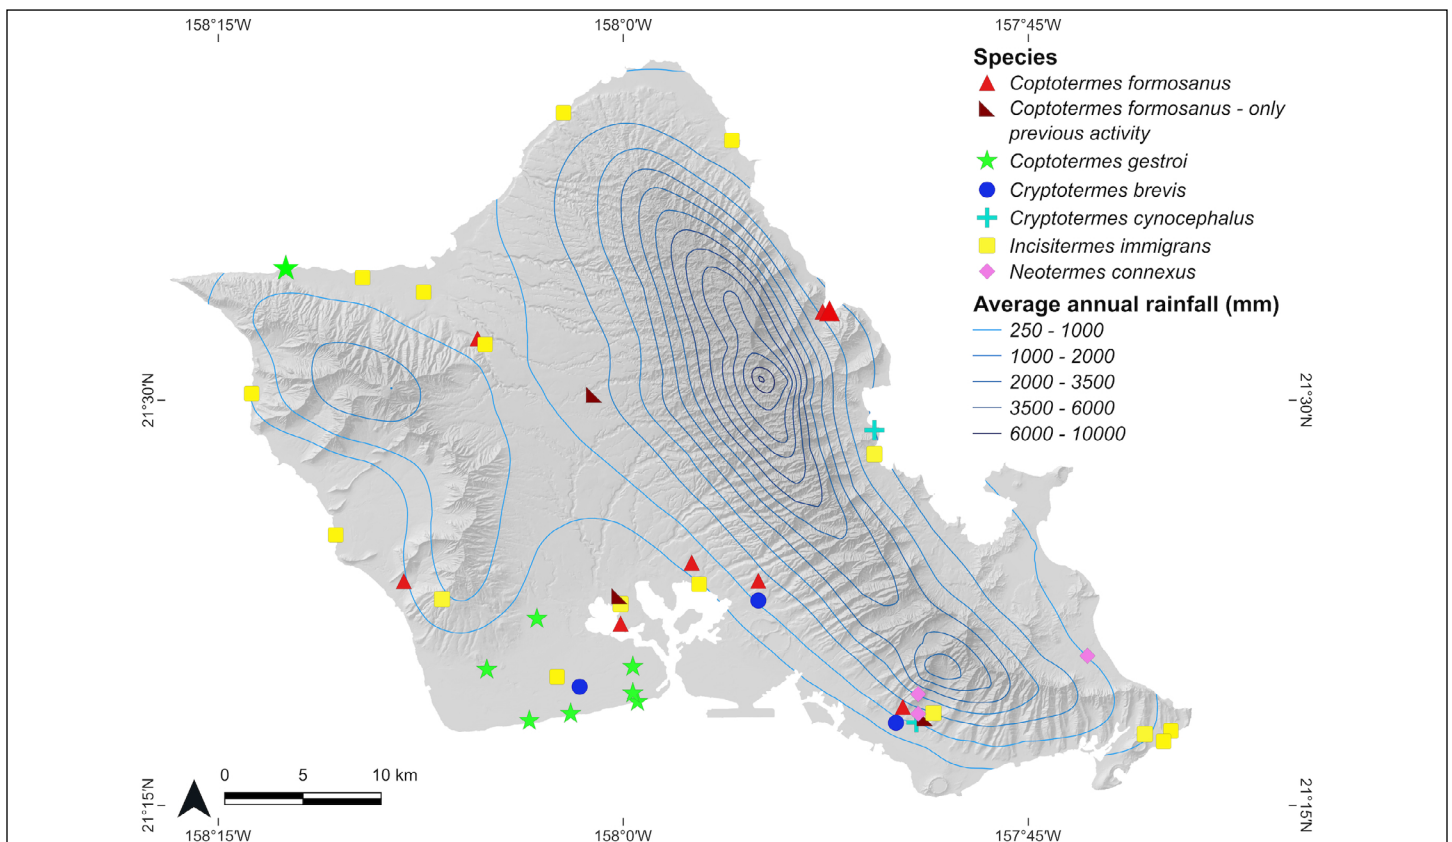 158°15'W 158°0'W 157°45'W
Species
Coptotermes formosanus
Coptotermes formosanus - only
previous activity
Coptotermes gestroi
Cryptotermes brevis
Cryptotermes cynocephalus
Incisitermes immigrans
Neotermes connexus
Average annual rainfall (mm)
250 - 1000
1000 - 2000
2000 - 3500
3500 - 6000
6000 - 10000
21°30'N
21°30'N
0 5 10 km
21°15'N
21°15'N
158°15'W 158°0'W 157°45'W